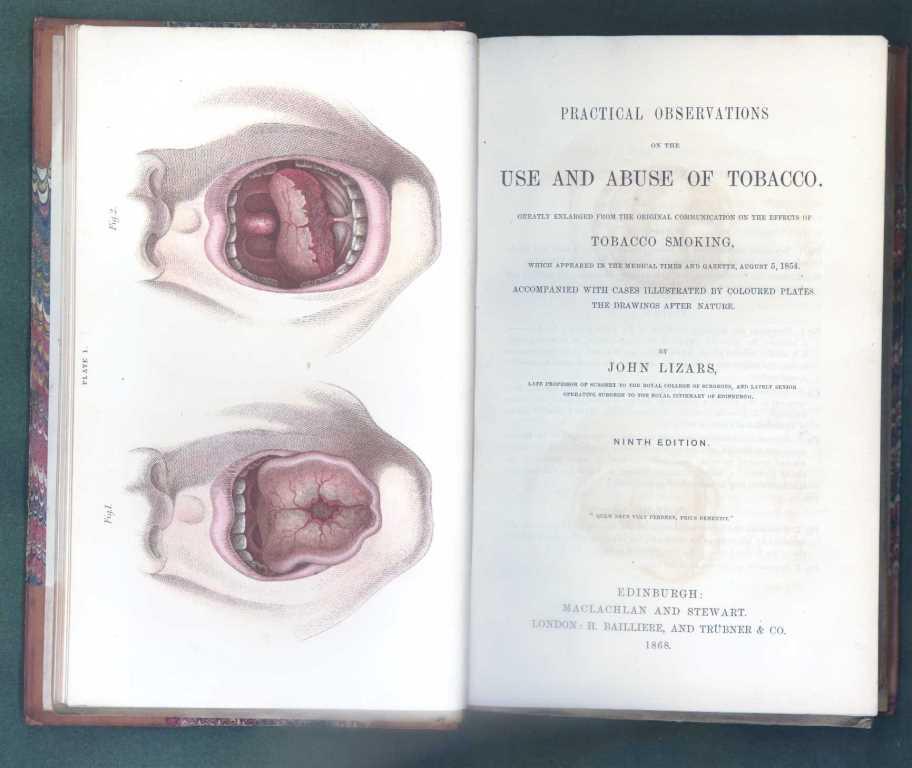 Fig 2.
PLATE 1.
Fig 1.
PRACTICAL OBSERVATIONS
ON THE
USE AND ABUSE OF TOBACCO.
GREATLY ENLARGED FROM THE ORIGINAL COMMUNICATION ON THE EFFECTS OF
TOBACCO SMOKING,
WHICH APPEARED IN THE MEDICAL TIMES AND GAZETTE, AUGUST 5, 1854.
ACCOMPANIED WITH CASES ILLUSTRATED BY COLOURED PLATES
THE DRAWINGS AFTER NATURE.
BY
JOHN LIZARS,
LATE PROFESSOR OF SURGERY TO THE ROYAL COLLEGE OF SURGEONS, AND LATELY SENIOR
OPERATING SURGEON TO THE ROYAL INFIRMARY OF EDINBURGH.
NINTH EDITION.
"QUEM DEUS VULT PERDERE, PRIUS DEMENTAT."
EDINBURGH:
MACLACHLAN AND STEWART.
LONDON: H. BAILLIERE, AND TRÜBNER & CO.
1868.